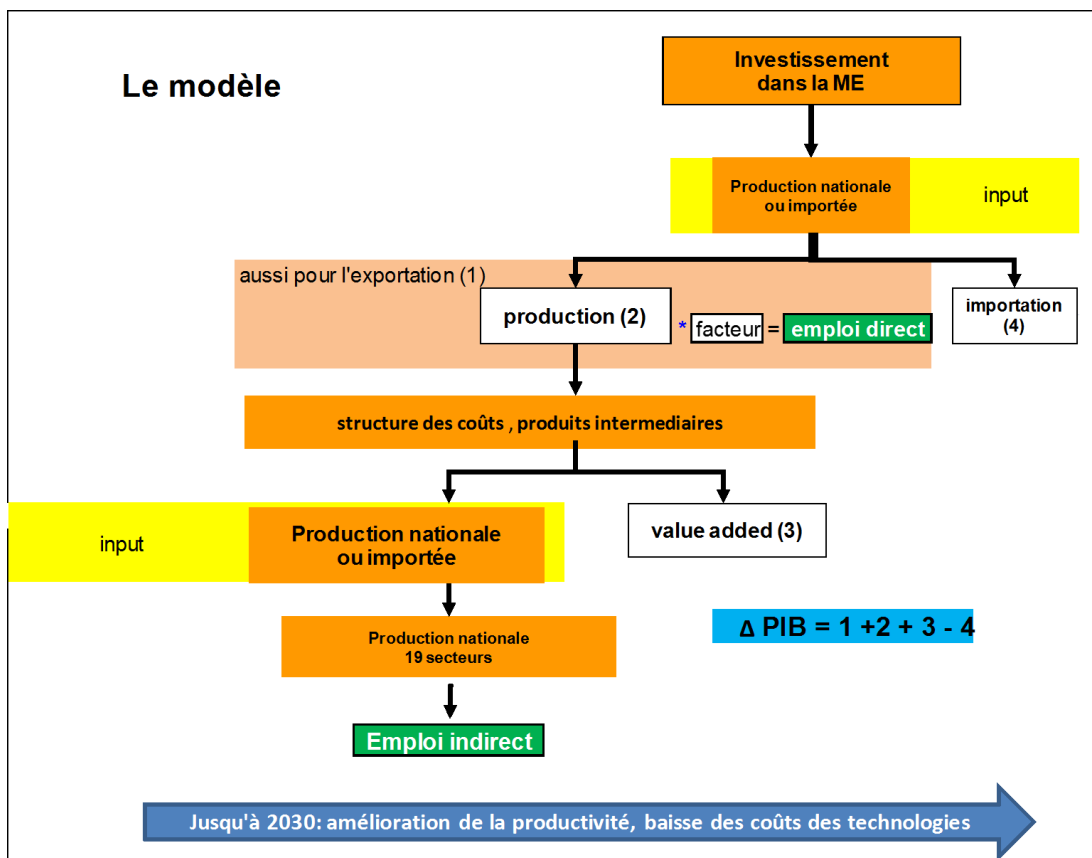 Le modèle
Investissement
dans la ME
Production nationale
ou importée
input
aussi pour l'exportation (1)
production (2)
* facteur = emploi direct
importation
(4)
structure des coûts , produits intermediaires
input
Production nationale
ou importée
value added (3)
Production nationale
19 secteurs
Δ PIB = 1 +2 + 3 - 4
Emploi indirect
Jusqu'à 2030: amélioration de la productivité, baisse des coûts des technologies